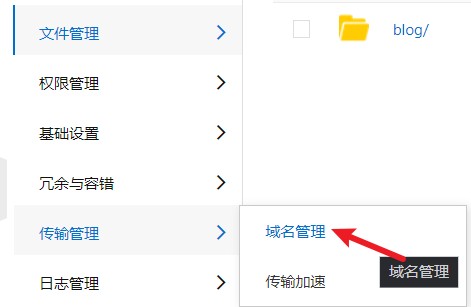 文件管理
blog/
权限管理
基础设置
冗余与容错
传输管理
域名管理
域名管理
传输加速
日志管理